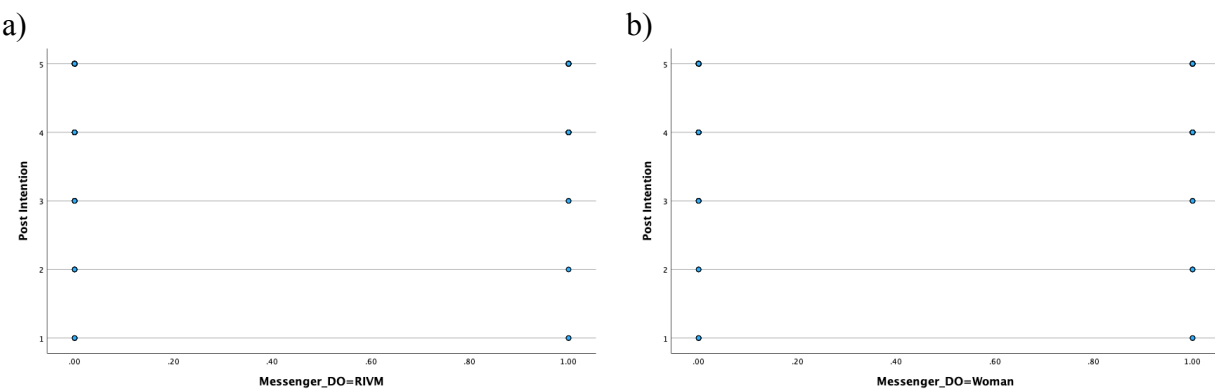 a)
b)
5
4
3
2
1
Post Intention
.00 .20 .40 .60 .80 1.00
Messenger_DO=RIVM
5
4
3
2
1
Post Intention
.00 .20 .40 .60 .80 1.00
Messenger_DO=Woman